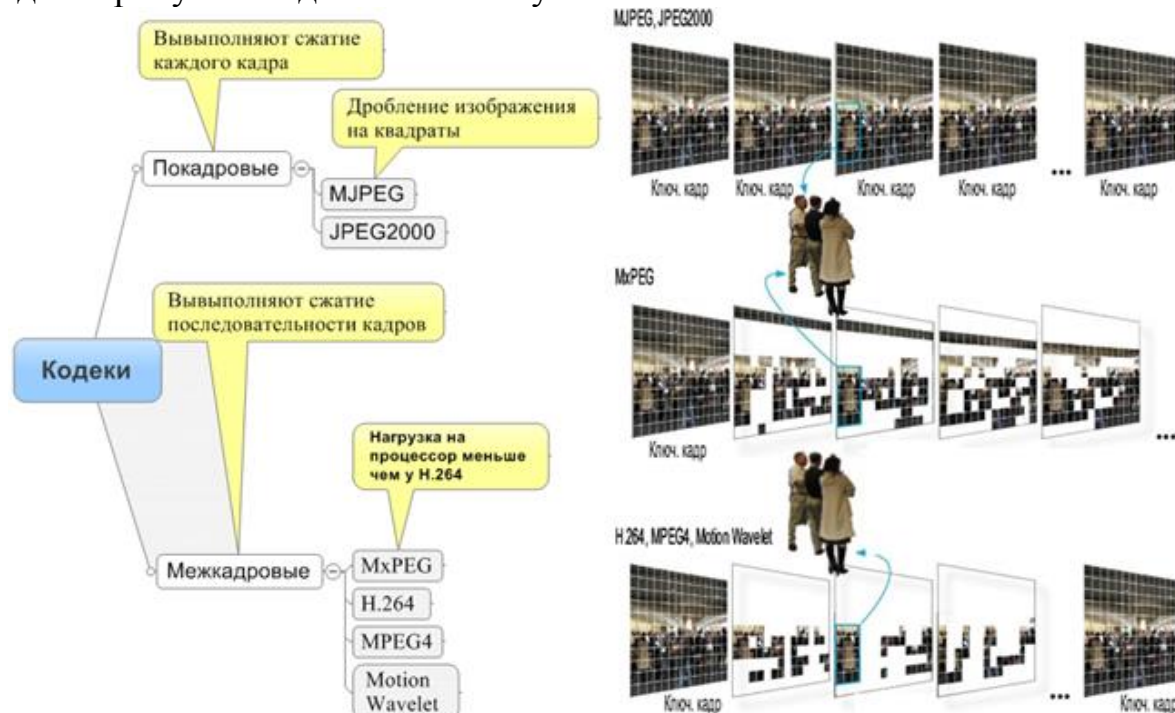 Вывыполняют сжатие
каждого кадра
Дробление изображения
на квадраты
Покадровые
MJPEG
JPEG2000
Вывыполняют сжатие
последовательности кадров
Кодеки
Нагрузка на
процессор меньше
чем у H.264
Межкадровые
MxPEG
H.264
MPEG4
Motion
Wavelet
MJPEG, JPEG2000
Ключ. кадр
Ключ. кадр
Ключ. кадр
Ключ. кадр
...
Ключ. кадр
MxPEG
Ключ. кадр
...
H.264, MPEG4, Motion Wavelet
Ключ. кадр
...
Ключ. кадр